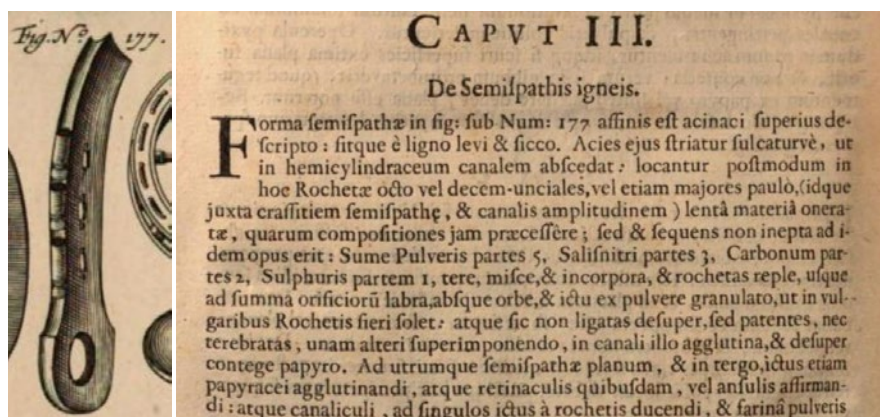 Fig. Nº. 177.
CAPVT III.
De Semiſpathis igneis.
Forma ſemiſpathæ in fig: ſub Num: 177 affinis eſt acinaci ſuperius de-
ſcripto : ſitque è ligno levi & ſicco. Acies ejus ſtriatur ſulcaturvè, ut
in hemicylindraceum canalem abſcedat : locantur poſtmodum in
hoc Rochetæ octo vel decem-unciales, vel etiam majores paulò, (idque
juxta craſſitiem ſemiſpathę, & canalis amplitudinem ) lentâ materiâ onera-
tæ, quarum compoſitiones jam præceſſère ; ſed & ſequens non inepta ad i-
dem opus erit : Sume Pulveris partes 5, Saliſnitri partes 3, Carbonum par-
tes 2, Sulphuris partem 1, tere, miſce, & incorpora, & rochetas reple, uſque
ad ſumma orificiorũ labra, abſque orbe, & ictu ex pulvere granulato, ut in vul-
garibus Rochetis fieri ſolet : atque ſic non ligatas deſuper, ſed patentes, nec
terebratas, unam alteri ſuperimponendo, in canali illo agglutina, & deſuper
contege papyro. Ad utrumque ſemiſpathæ planum, & in tergo, ictus etiam
papyracei agglutinandi, atque retinaculis quibuſdam, vel anſulis affirman-
di : atque canaliculi, ad ſingulos ictus à rochetis ducendi, & farinâ pulveris